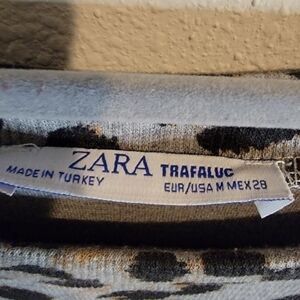 ZARA TRAFALUC
MADE IN TURKEY EUR/USA M MEX 28